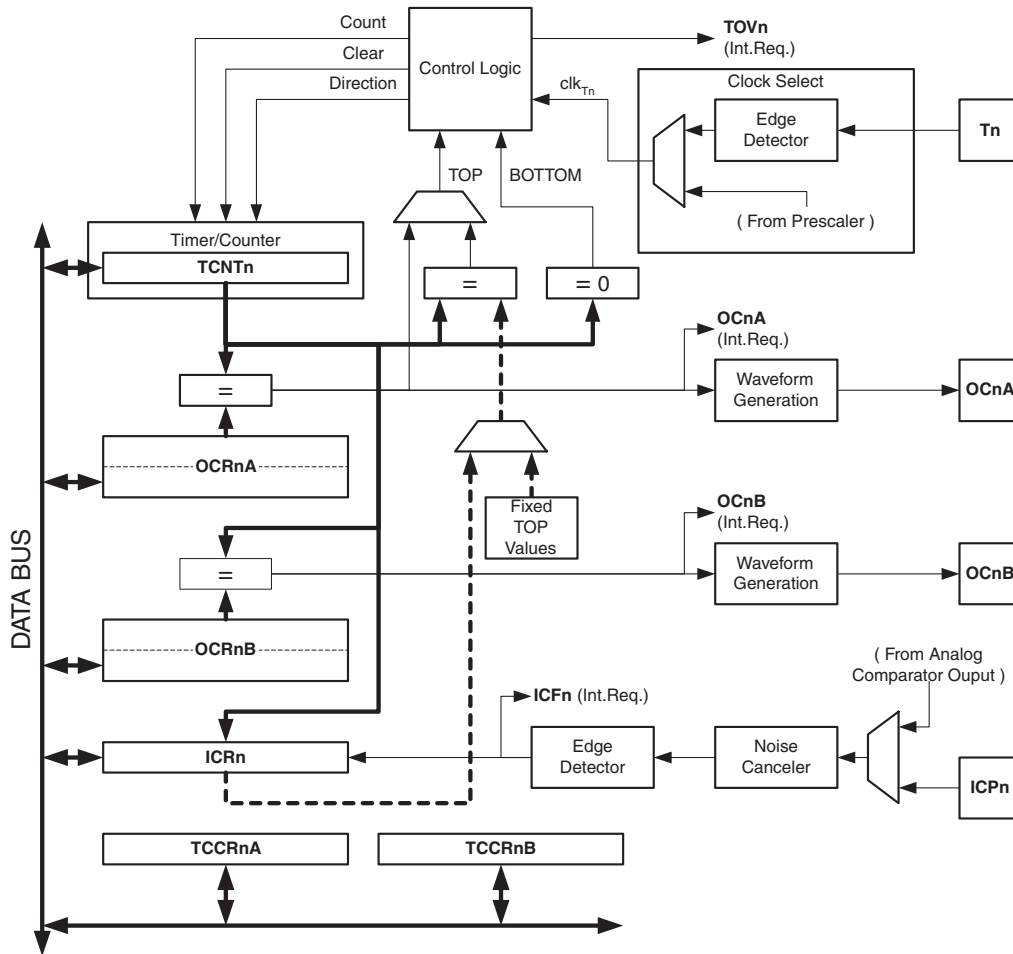 Count
Clear
Direction
Control Logic
TOVn
(Int.Req.)
clkTn
Clock Select
Edge
Detector
Tn
( From Prescaler )
TOP
BOTTOM
Timer/Counter
TCNTn
=
= 0
OCnA
(Int.Req.)
=
Waveform
Generation
OCnA
OCRnA
Fixed
TOP
Values
OCnB
(Int.Req.)
=
Waveform
Generation
OCnB
OCRnB
DATA BUS
( From Analog
Comparator Ouput )
ICFn (Int.Req.)
ICRn
Edge
Detector
Noise
Canceler
ICPn
TCCRnA
TCCRnB